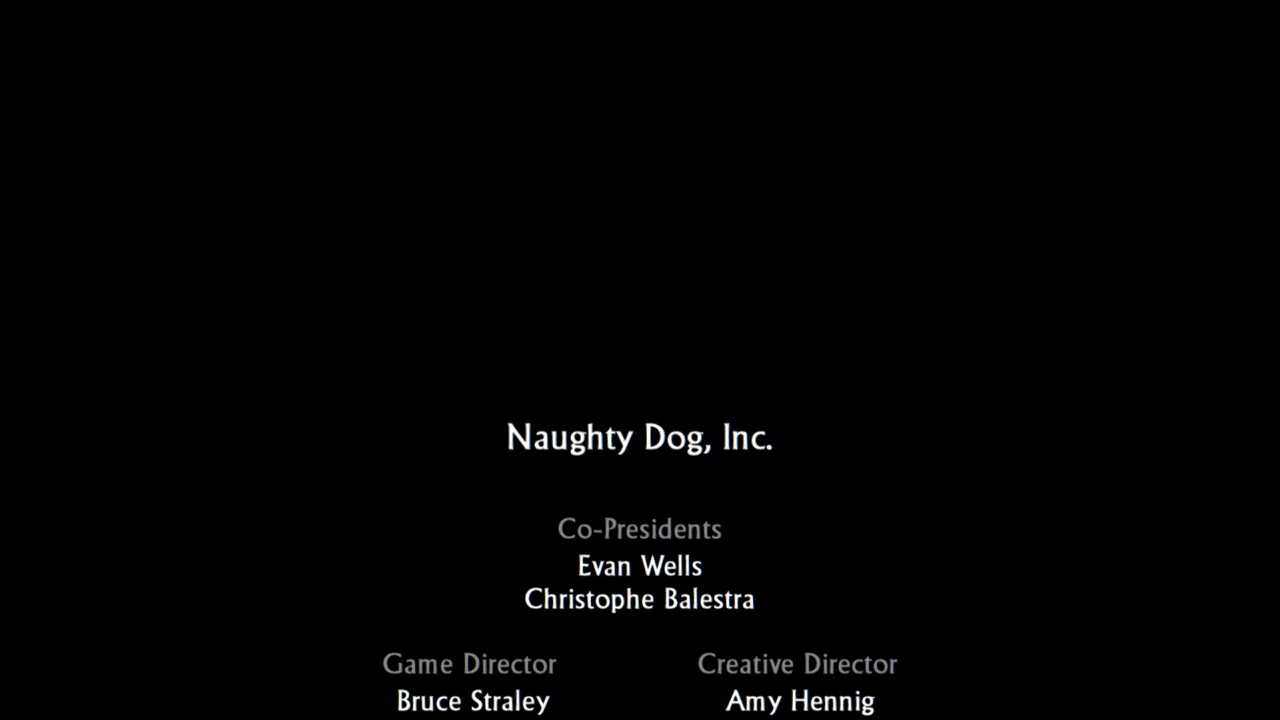 Naughty Dog, Inc.
Co-Presidents
Evan Wells
Christophe Balestra
Game Director
Bruce Straley
Creative Director
Amy Hennig